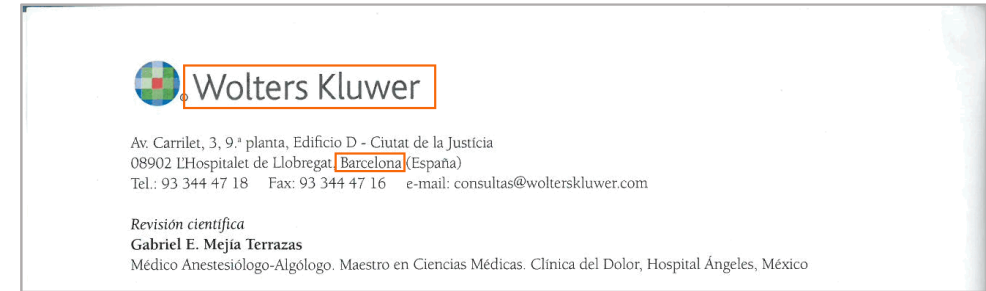 Wolters Kluwer
Av. Carrilet, 3, 9.ª planta, Edificio D - Ciutat de la Justícia
08902 L'Hospitalet de Llobregat, Barcelona (España)
Tel.: 93 344 47 18 Fax: 93 344 47 16 e-mail: consultas@wolterskluwer.com
Revisión científica
Gabriel E. Mejía Terrazas
Médico Anestesiólogo-Algólogo. Maestro en Ciencias Médicas. Clínica del Dolor, Hospital Ángeles, México